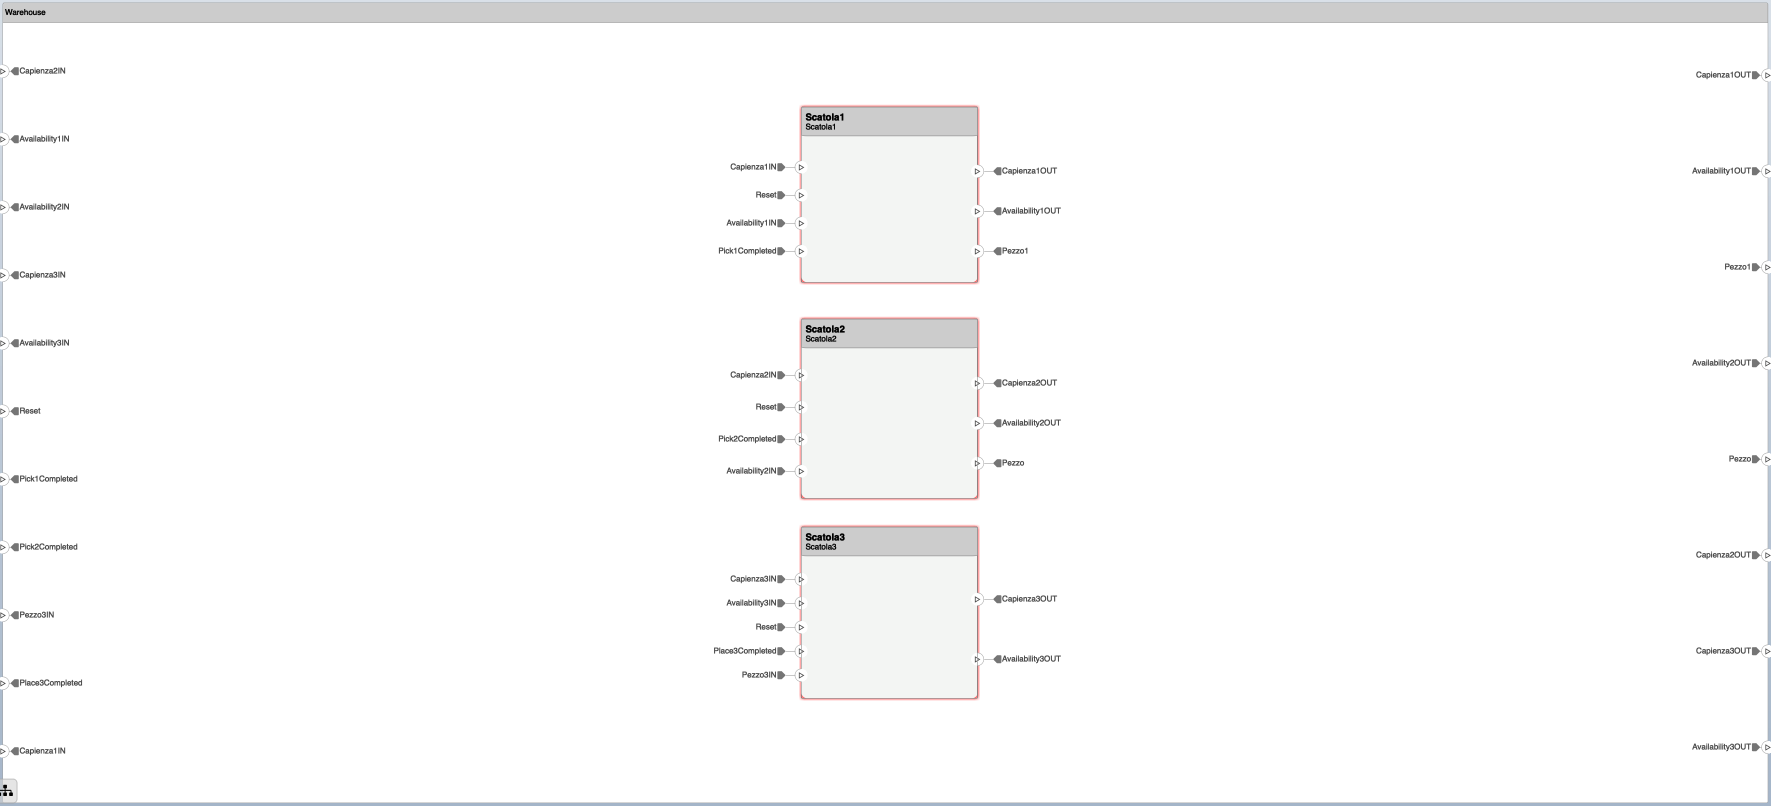 Warehouse
Capienza2IN
Availability1IN
Availability2IN
Capienza3IN
Availability3IN
Reset
Pick1Completed
Pick2Completed
Pezzo3IN
Place3Completed
Capienza1IN
Scatola1
Scatola1
Capienza1IN
Reset
Availability1IN
Pick1Completed
Capienza1OUT
Availability1OUT
Pezzo1
Scatola2
Scatola2
Capienza2IN
Reset
Pick2Completed
Availability2IN
Capienza2OUT
Availability2OUT
Pezzo
Scatola3
Scatola3
Capienza3IN
Availability3IN
Reset
Place3Completed
Pezzo3IN
Capienza3OUT
Availability3OUT
Capienza1OUT
Availability1OUT
Pezzo1
Availability2OUT
Pezzo
Capienza2OUT
Capienza3OUT
Availability3OUT